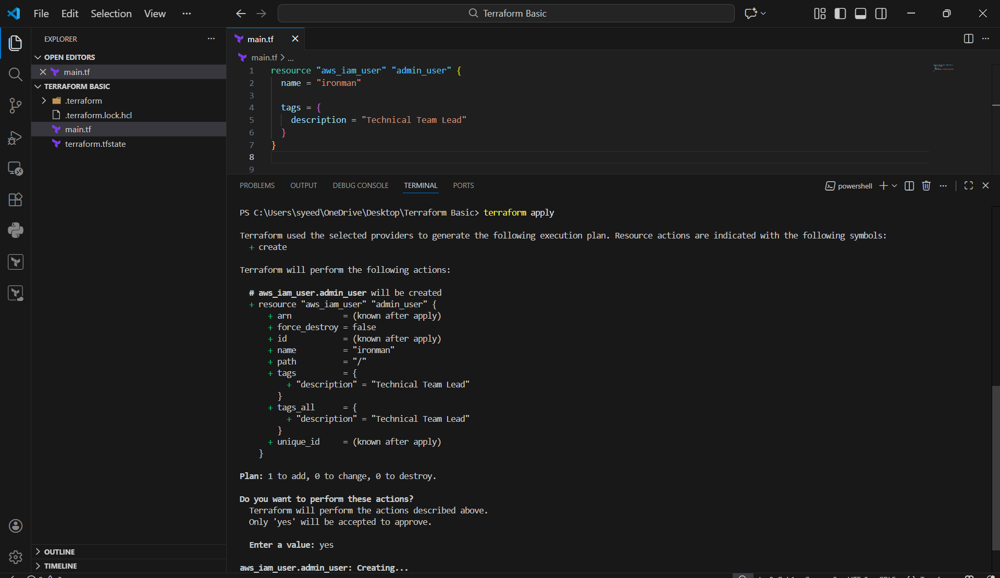 File Edit Selection View ···
Terraform Basic
EXPLORER
OPEN EDITORS
main.tf
TERRAFORM BASIC
.terraform
.terraform.lock.hcl
main.tf
terraform.tfstate
OUTLINE
TIMELINE
main.tf
main.tf > ...
1 resource "aws_iam_user" "admin_user" {
2   name = "ironman"
3
4   tags = {
5     description = "Technical Team Lead"
6   }
7 }
8
9
PROBLEMS OUTPUT DEBUG CONSOLE TERMINAL PORTS
powershell
PS C:\Users\syeed\OneDrive\Desktop\Terraform Basic> terraform apply
Terraform used the selected providers to generate the following execution plan. Resource actions are indicated with the following symbols:
  + create
Terraform will perform the following actions:
  # aws_iam_user.admin_user will be created
  + resource "aws_iam_user" "admin_user" {
      + arn           = (known after apply)
      + force_destroy = false
      + id            = (known after apply)
      + name          = "ironman"
      + path          = "/"
      + tags          = {
          + "description" = "Technical Team Lead"
        }
      + tags_all      = {
          + "description" = "Technical Team Lead"
        }
      + unique_id     = (known after apply)
    }
Plan: 1 to add, 0 to change, 0 to destroy.
Do you want to perform these actions?
  Terraform will perform the actions described above.
  Only 'yes' will be accepted to approve.
  Enter a value: yes
aws_iam_user.admin_user: Creating...